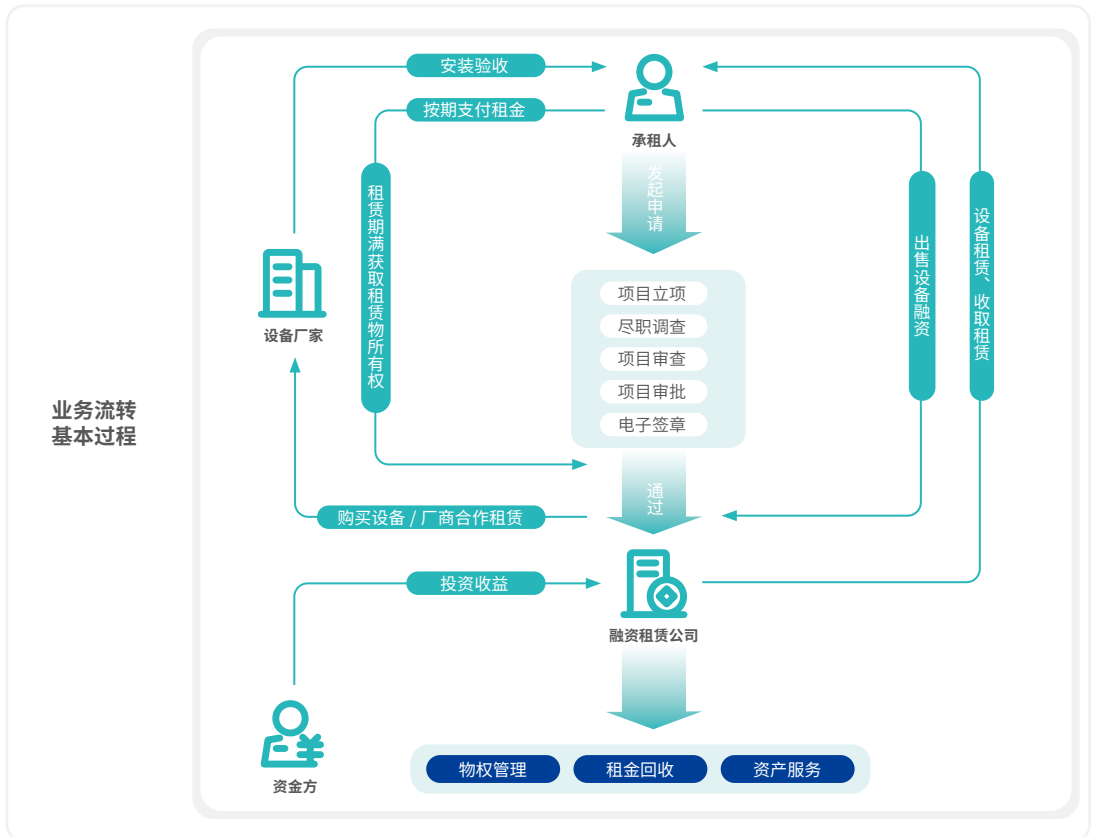 业务流转
基本过程
安装验收
按期支付租金
承租人
发起申请
租赁期满获取租赁物所有权
出售设备融资
设备租赁、收取租赁
设备厂家
项目立项
尽职调查
项目审查
项目审批
电子签章
通过
购买设备 / 厂商合作租赁
投资收益
融资租赁公司
资金方
物权管理
租金回收
资产服务